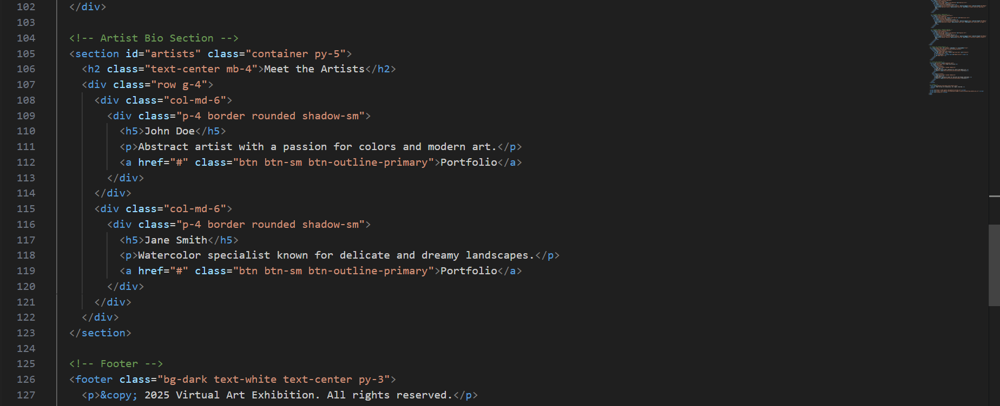 102 </div>
103
104 <!-- Artist Bio Section -->
105 <section id="artists" class="container py-5">
106 <h2 class="text-center mb-4">Meet the Artists</h2>
107 <div class="row g-4">
108 <div class="col-md-6">
109 <div class="p-4 border rounded shadow-sm">
110 <h5>John Doe</h5>
111 <p>Abstract artist with a passion for colors and modern art.</p>
112 <a href="#" class="btn btn-sm btn-outline-primary">Portfolio</a>
113 </div>
114 </div>
115 <div class="col-md-6">
116 <div class="p-4 border rounded shadow-sm">
117 <h5>Jane Smith</h5>
118 <p>Watercolor specialist known for delicate and dreamy landscapes.</p>
119 <a href="#" class="btn btn-sm btn-outline-primary">Portfolio</a>
120 </div>
121 </div>
122 </div>
123 </section>
124
125 <!-- Footer -->
126 <footer class="bg-dark text-white text-center py-3">
127 <p>&copy; 2025 Virtual Art Exhibition. All rights reserved.</p>